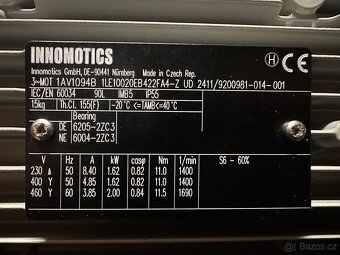 INNOMOTICS
Innomotics GmbH, DE-90441 Nürnberg Made in Czech Rep.
3~MOT 1AV1094B 1LE10020EB422FA4-Z UD 2411/9200981-014-001
IEC/EN 60034 90L IMB5 IP55
15kg Th.Cl. 155(F) -20°C <=TAMB<=40°C
Bearing
DE 6205-2ZC3
NE 6004-2ZC3
V Hz A kW cosφ 1/min
230 Δ 50 8.40 1.62 0.82 11.0 1400 S6 - 60%
400 Y 50 4.85 1.62 0.82 11.0 1400
460 Y 60 3.85 2.00 0.84 11.5 1690
H
CE
bazoš.cz